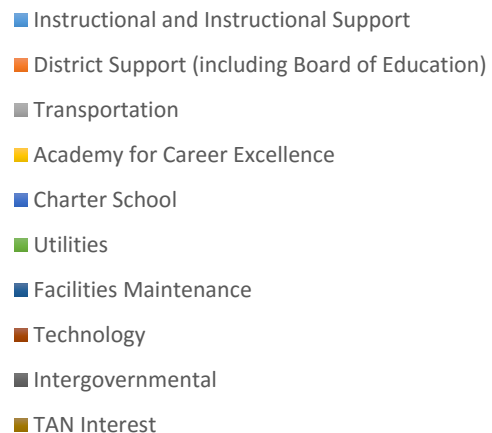 Instructional and Instructional Support
District Support (including Board of Education)
Transportation
Academy for Career Excellence
Charter School
Utilities
Facilities Maintenance
Technology
Intergovernmental
TAN Interest